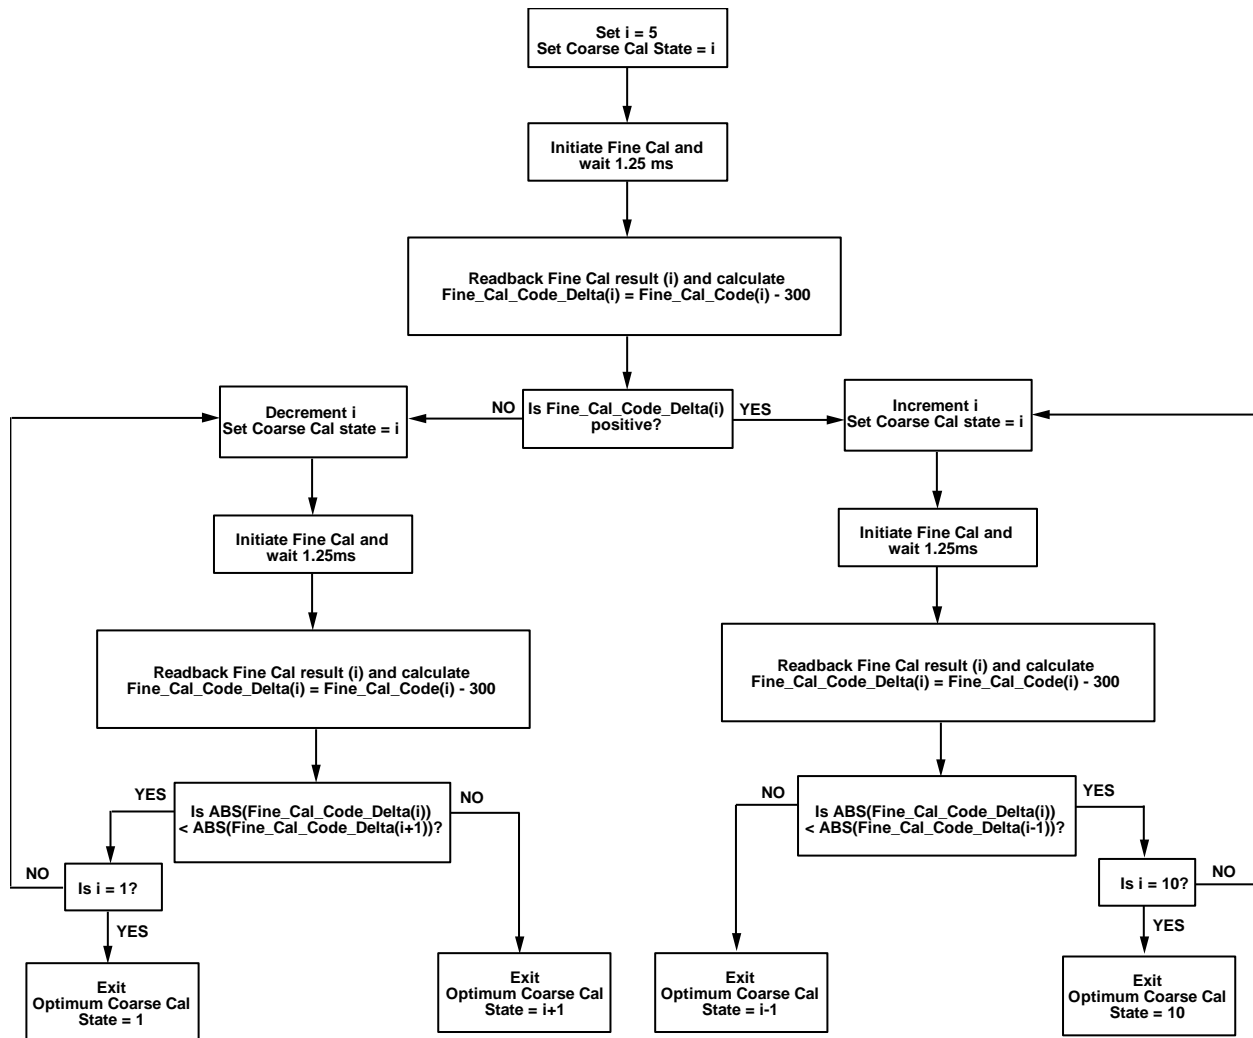 Set i = 5
Set Coarse Cal State = i
Initiate Fine Cal and
wait 1.25 ms
Readback Fine Cal result (i) and calculate
Fine_Cal_Code_Delta(i) = Fine_Cal_Code(i) - 300
Is Fine_Cal_Code_Delta(i)
positive?
NO
YES
Decrement i
Set Coarse Cal state = i
Initiate Fine Cal and
wait 1.25ms
Readback Fine Cal result (i) and calculate
Fine_Cal_Code_Delta(i) = Fine_Cal_Code(i) - 300
Is ABS(Fine_Cal_Code_Delta(i))
< ABS(Fine_Cal_Code_Delta(i+1))?
YES
NO
Is i = 1?
NO
YES
Exit
Optimum Coarse Cal
State = 1
Exit
Optimum Coarse Cal
State = i+1
Increment i
Set Coarse Cal state = i
Initiate Fine Cal and
wait 1.25ms
Readback Fine Cal result (i) and calculate
Fine_Cal_Code_Delta(i) = Fine_Cal_Code(i) - 300
Is ABS(Fine_Cal_Code_Delta(i))
< ABS(Fine_Cal_Code_Delta(i-1))?
NO
YES
Is i = 10?
NO
YES
Exit
Optimum Coarse Cal
State = i-1
Exit
Optimum Coarse Cal
State = 10